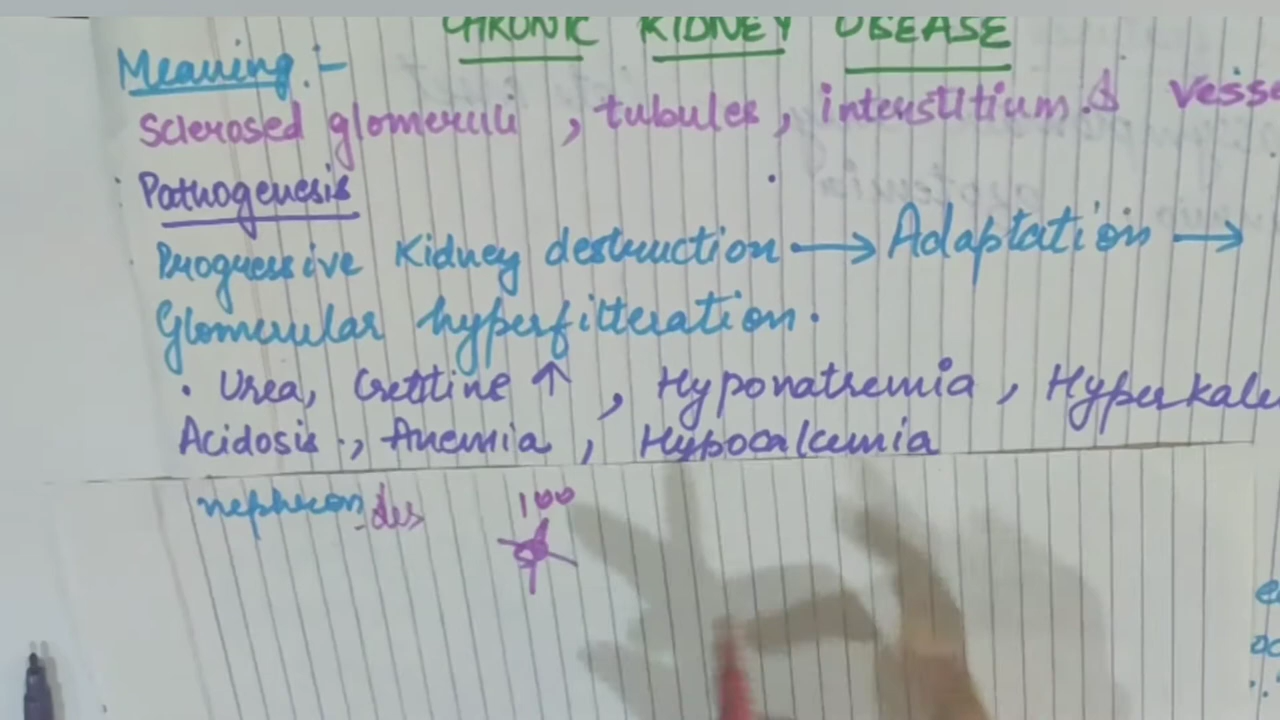 CHRONIC KIDNEY DISEASE
Meaning :-
Sclerosed glomeruli , tubules , interstitium & Vesse
Pathogenesis
Progressive Kidney destruction → Adaptation →
Glomerular hyperfilteration.
• Urea, Cretitine ↑ , Hyponatremia , Hyperkale
Acidosis , Anemia , Hypocalcemia
nephron des 100